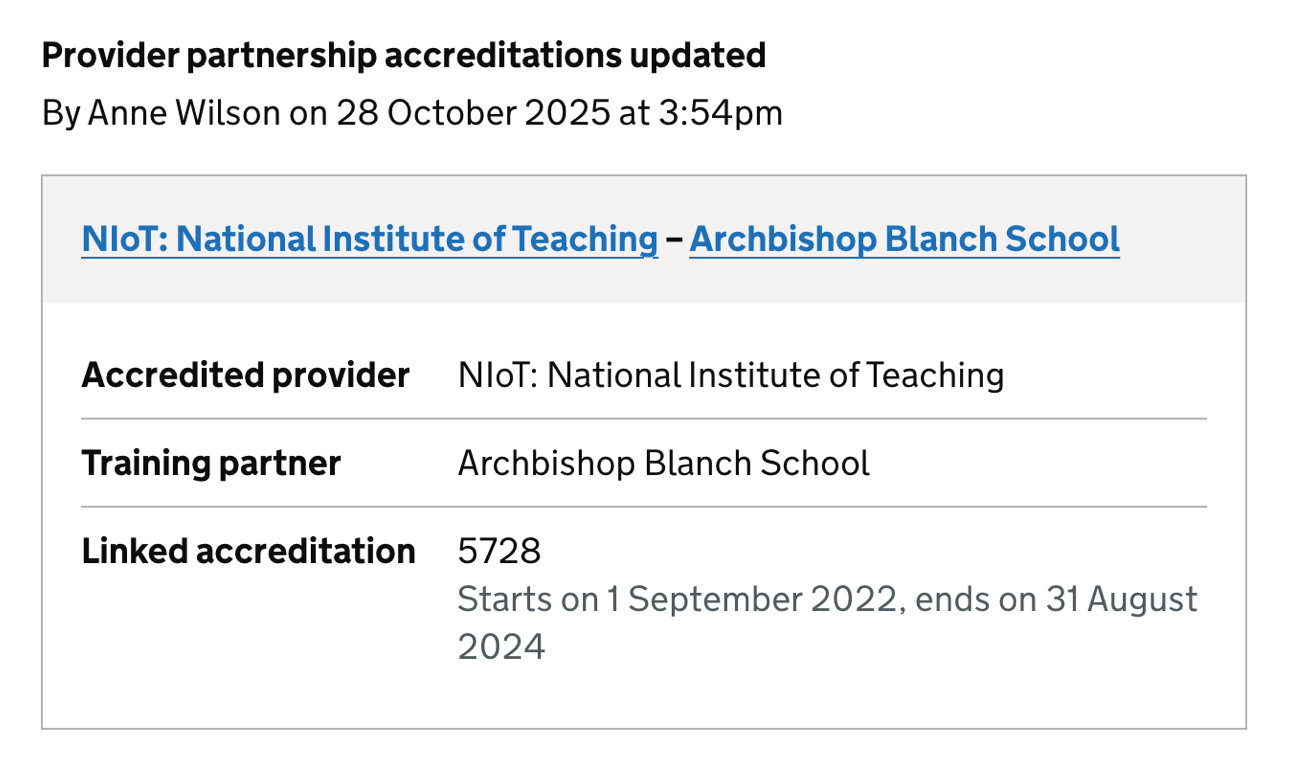 Provider partnership accreditations updated
By Anne Wilson on 28 October 2025 at 3:54pm
NIoT: National Institute of Teaching – Archbishop Blanch School
Accredited provider NIoT: National Institute of Teaching
Training partner Archbishop Blanch School
Linked accreditation 5728
Starts on 1 September 2022, ends on 31 August
2024